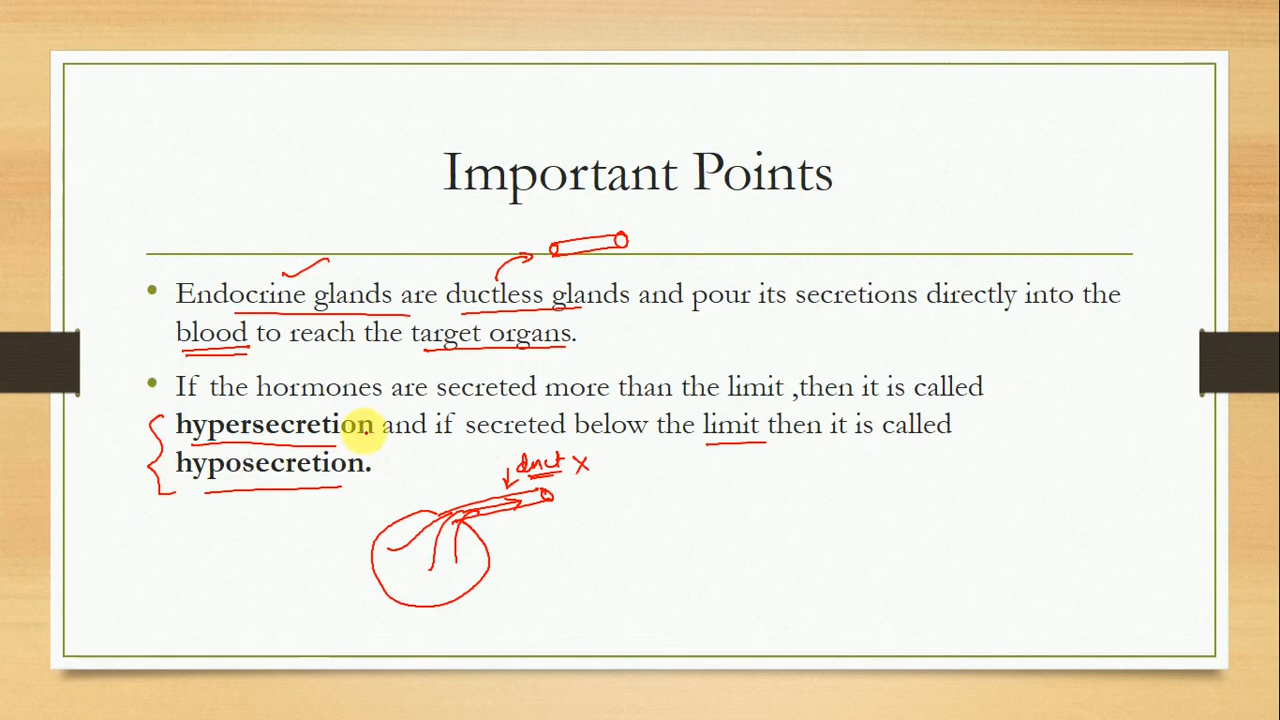 Important Points
• Endocrine glands are ductless glands and pour its secretions directly into the
blood to reach the target organs.
• If the hormones are secreted more than the limit ,then it is called
hypersecretion and if secreted below the limit then it is called
hyposecretion.
duct X